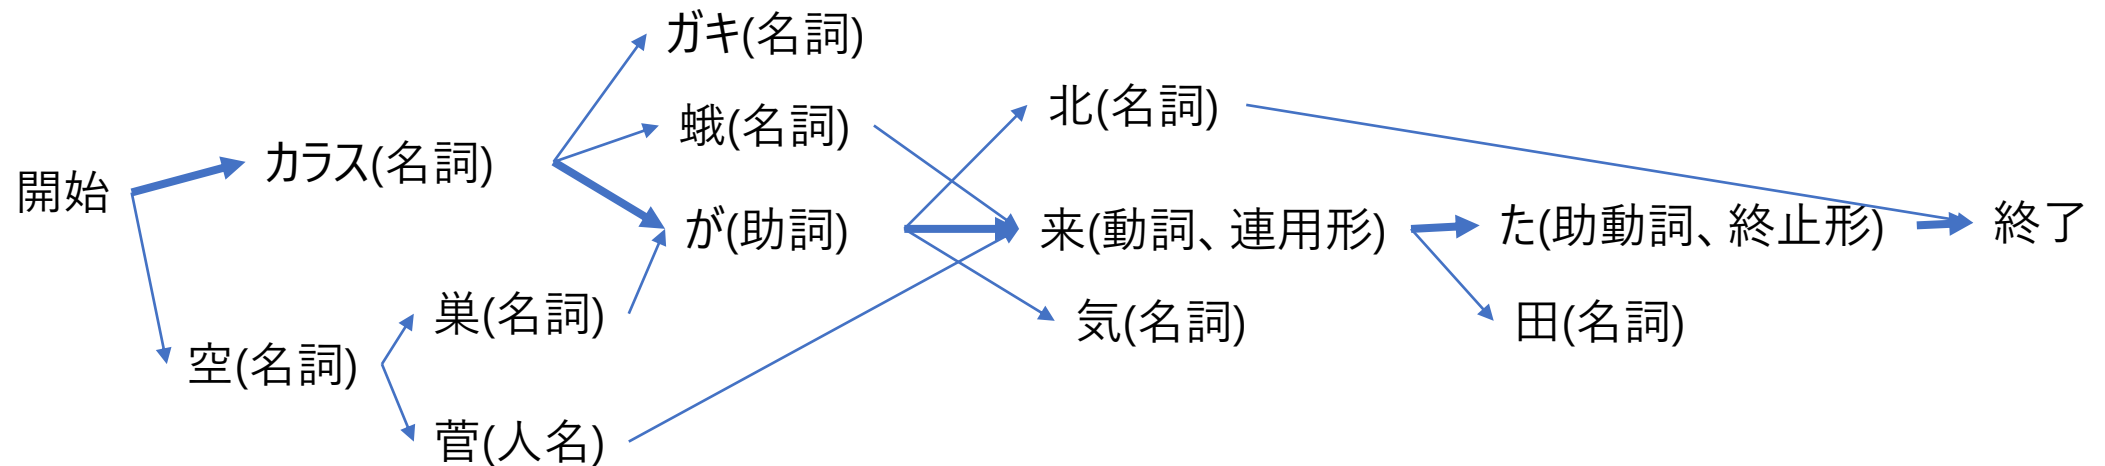 ガキ(名詞)
北(名詞)
蛾(名詞)
カラス(名詞)
開始
が(助詞)
来(動詞、連用形)
た(助動詞、終止形)
終了
巣(名詞)
気(名詞)
田(名詞)
空(名詞)
菅(人名)